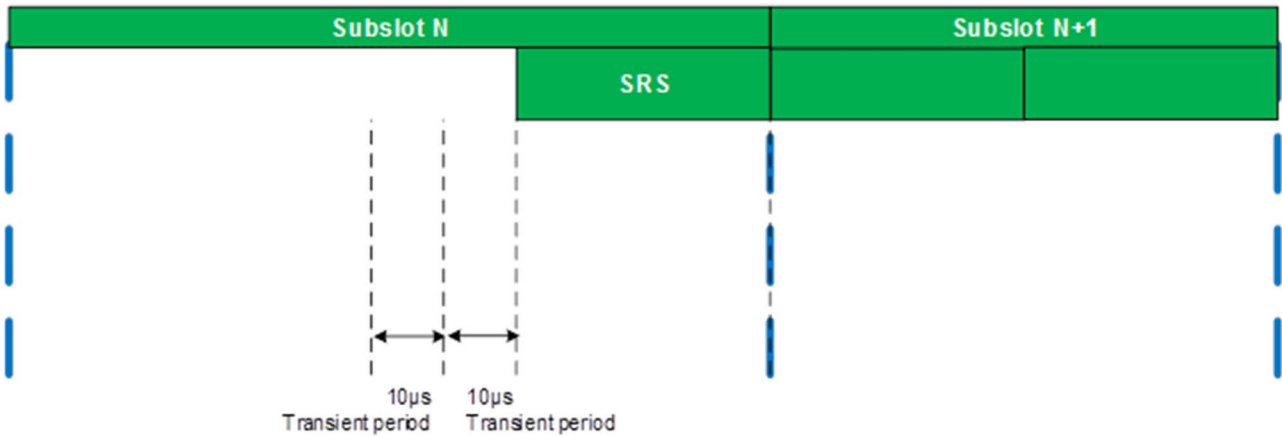 Subslot N
Subslot N+1
SRS
10µs
Transient period
10µs
Transient period